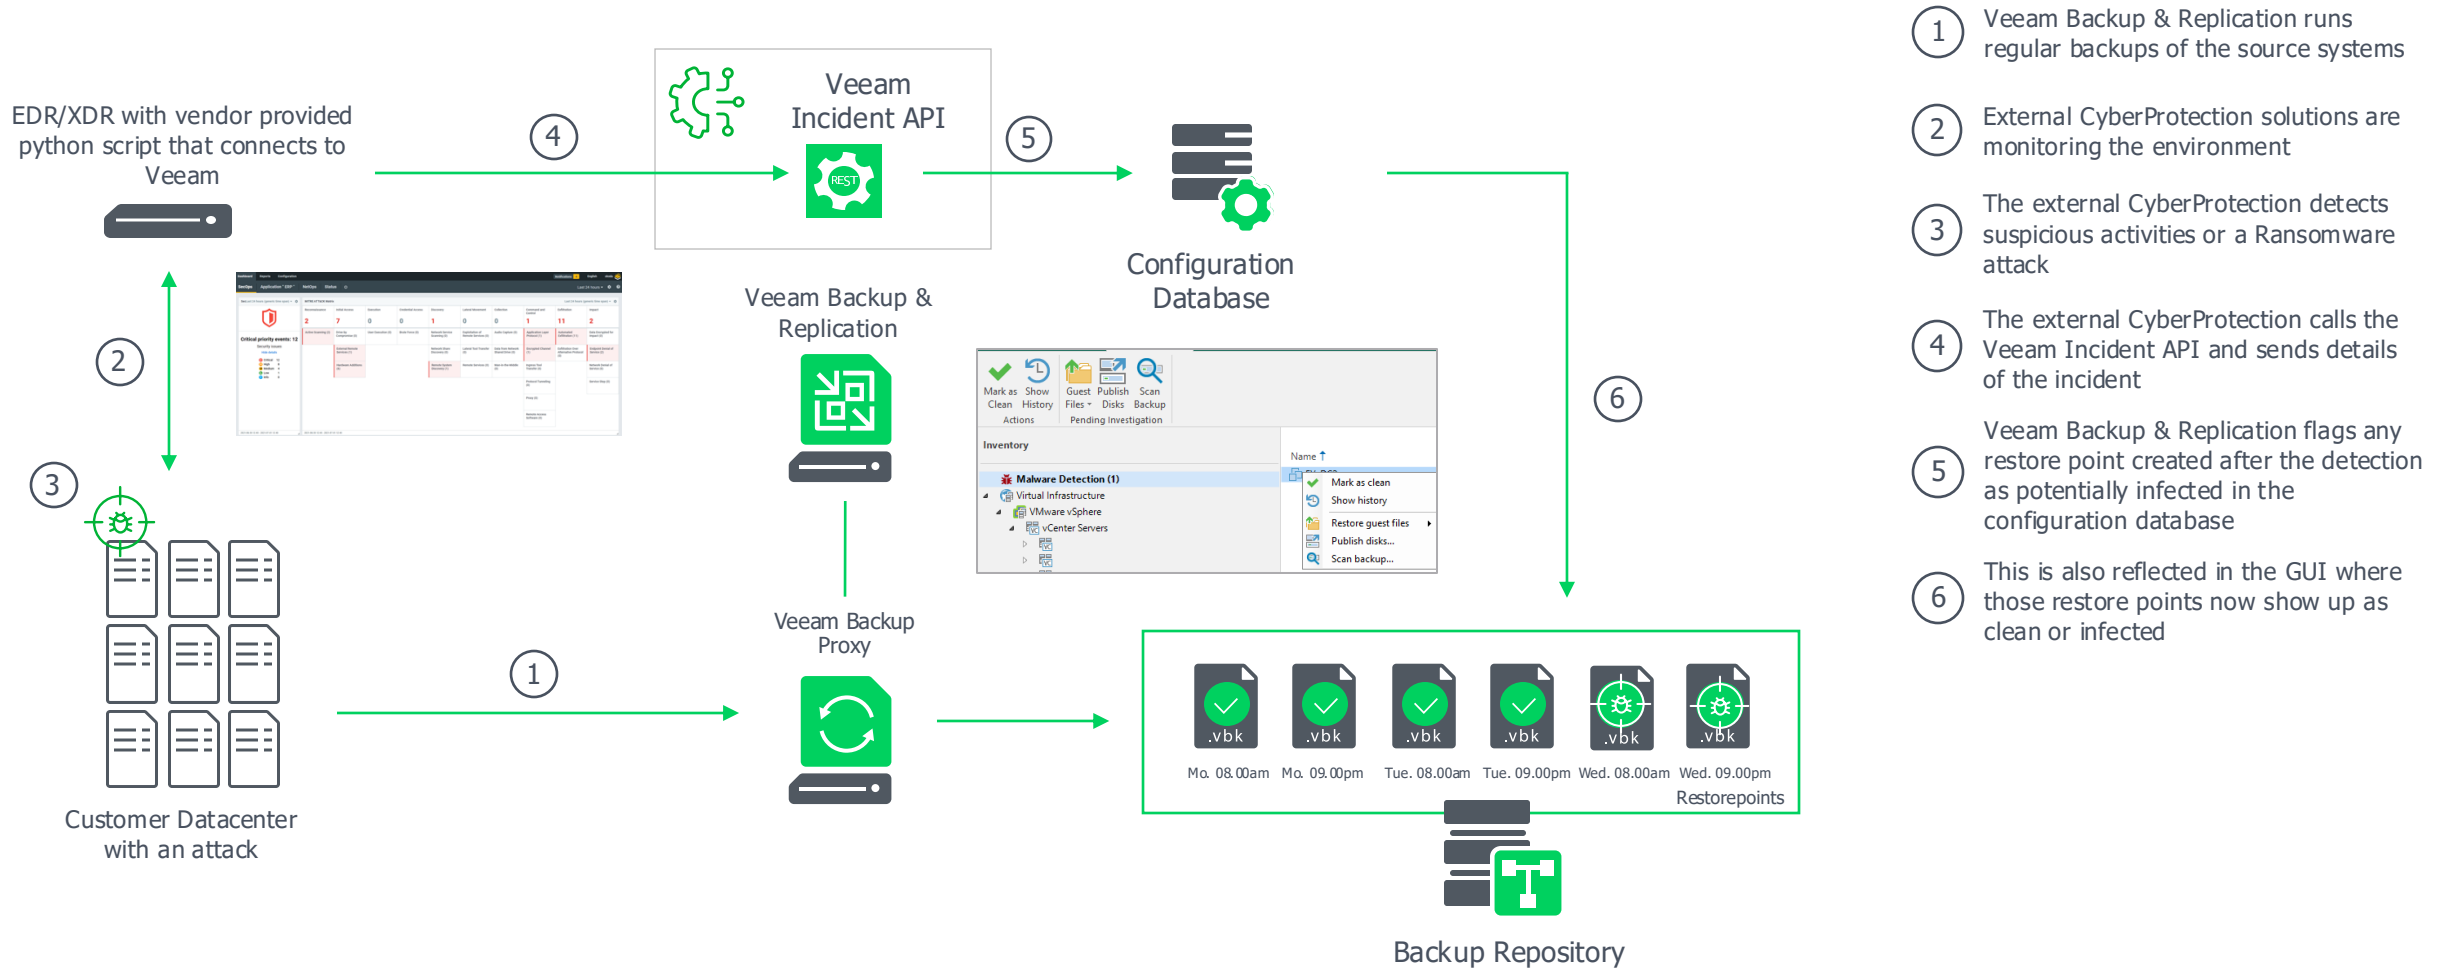 EDR/XDR with vendor provided
python script that connects to
Veeam
4
Veeam
Incident API
REST
5
Configuration
Database
2
3
Critical priority events: 12
Veeam Backup &
Replication
Mark as
Clean
Show
History
Guest
Files
Publish
Disks
Scan
Backup
Actions
Pending Investigation
Inventory
Name
Malware Detection (1)
Virtual Infrastructure
VMware vSphere
vCenter Servers
Mark as clean
Show history
Restore guest files
Publish disks...
Scan backup...
6
Customer Datacenter
with an attack
1
Veeam Backup
Proxy
.vbk
.vbk
.vbk
.vbk
.vbk
.vbk
Mo. 08.00am
Mo. 09.00pm
Tue. 08.00am
Tue. 09.00pm
Wed. 08.00am
Wed. 09.00pm
Restorepoints
Backup Repository
1
Veeam Backup & Replication runs
regular backups of the source systems
2
External CyberProtection solutions are
monitoring the environment
3
The external CyberProtection detects
suspicious activities or a Ransomware
attack
4
The external CyberProtection calls the
Veeam Incident API and sends details
of the incident
5
Veeam Backup & Replication flags any
restore point created after the detection
as potentially infected in the
configuration database
6
This is also reflected in the GUI where
those restore points now show up as
clean or infected